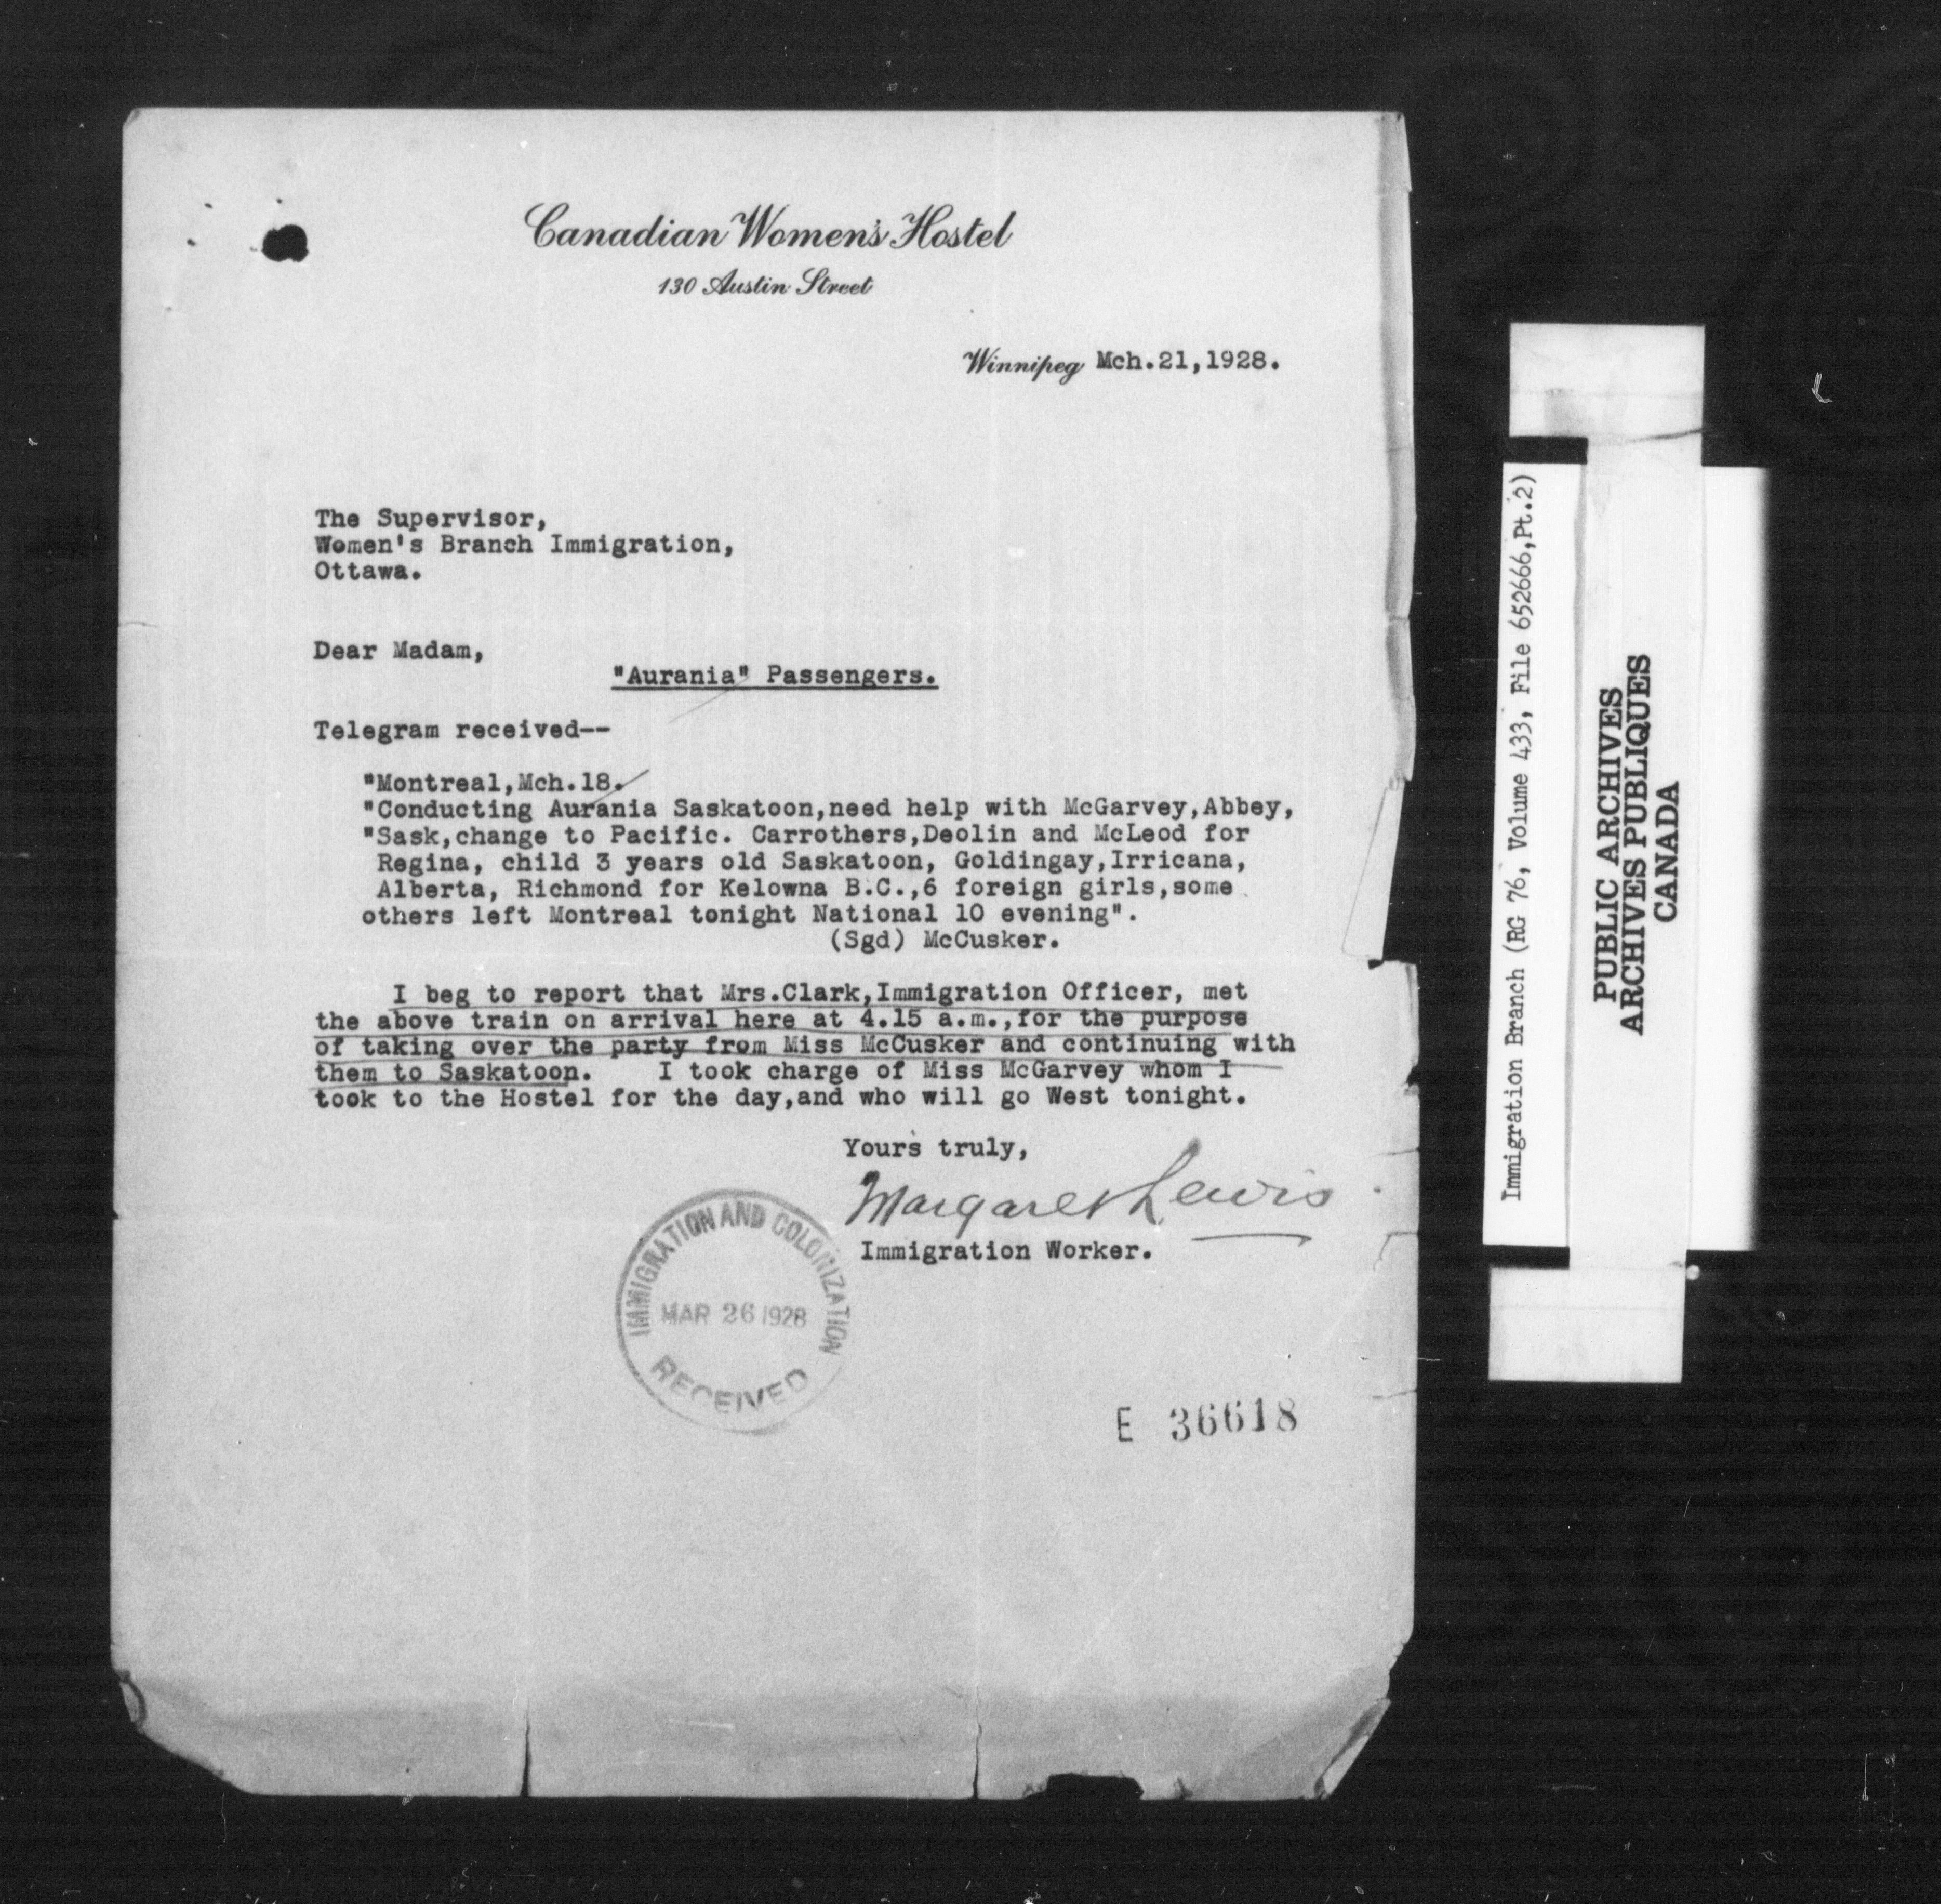 Canadian Women's Hostel
130 Austin Street
Winnipeg Mch.21,1928.
The Supervisor,
Women's Branch Immigration,
Ottawa.
Dear Madam,
"Aurania" Passengers.
Telegram received--
"Montreal,Mch.18.
"Conducting Aurania Saskatoon,need help with McGarvey,Abbey,
"Sask,change to Pacific. Carrothers,Deolin and McLeod for
Regina, child 3 years old Saskatoon, Goldingay,Irricana,
Alberta, Richmond for Kelowna B.C.,6 foreign girls,some
others left Montreal tonight National 10 evening".
(Sgd) McCusker.
I beg to report that Mrs.Clark,Immigration Officer, met
the above train on arrival here at 4.15 a.m.,for the purpose
of taking over the party from Miss McCusker and continuing with
them to Saskatoon. I took charge of Miss McGarvey whom I
took to the Hostel for the day,and who will go West tonight.
Yours truly,
Margaret Lewis
Immigration Worker.
IMMIGRATION AND COLONIZATION
MAR 26 1928
RECEIVED
E 36618
Immigration Branch (RG 76, Volume 433, File 652666,Pt.2)
PUBLIC ARCHIVES
ARCHIVES PUBLIQUES
CANADA